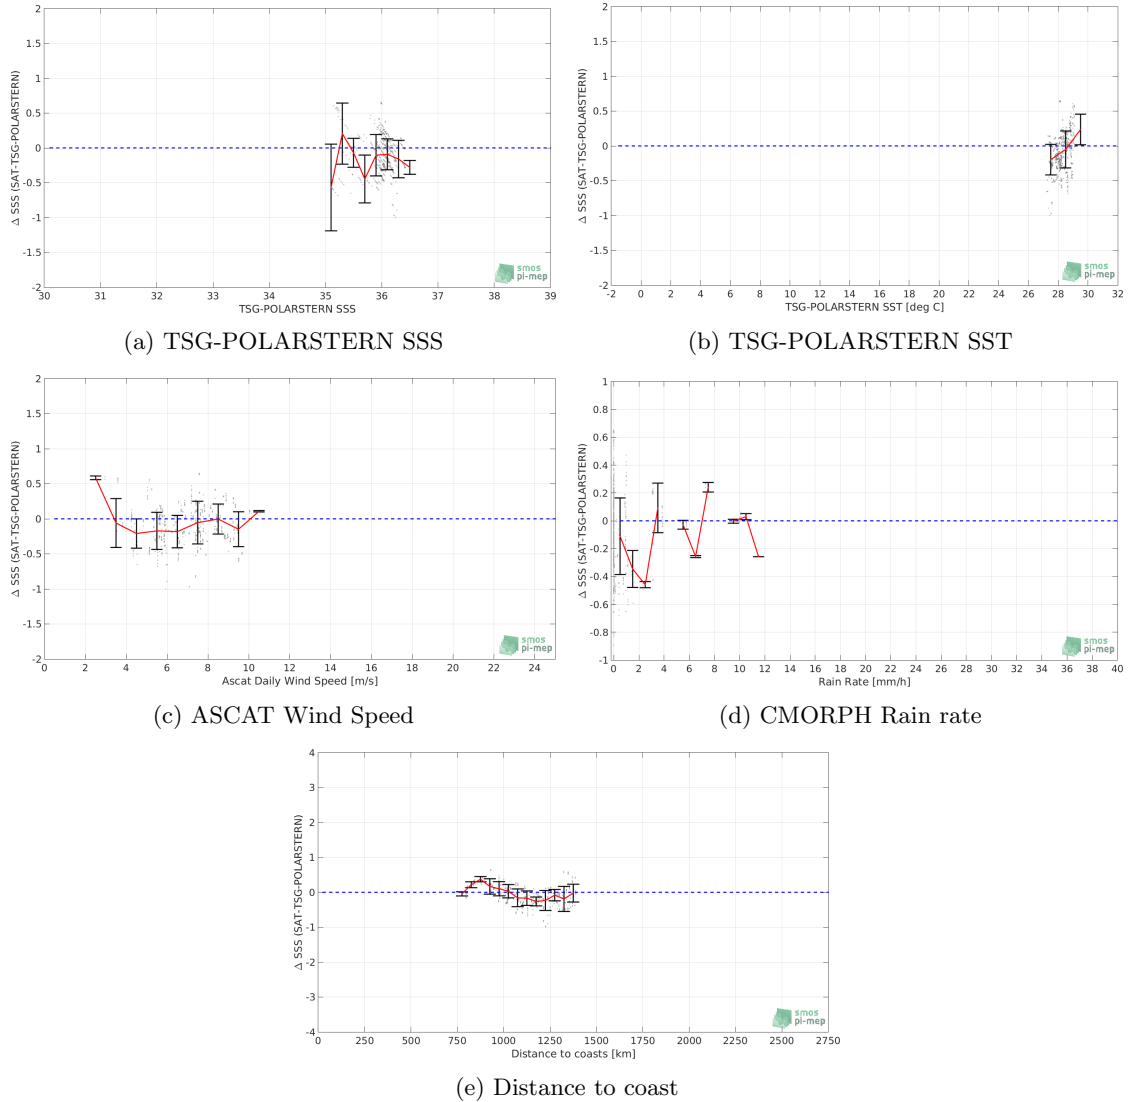 2
1.5
1
0.5
0
-0.5
-1
-1.5
-2
Δ SSS (SAT-TSG-POLARSTERN)
30 31 32 33 34 35 36 37 38 39
TSG-POLARSTERN SSS
smos
pi-mep
(a) TSG-POLARSTERN SSS
2
1.5
1
0.5
0
-0.5
-1
-1.5
-2
Δ SSS (SAT-TSG-POLARSTERN)
-2 0 2 4 6 8 10 12 14 16 18 20 22 24 26 28 30 32
TSG-POLARSTERN SST [deg C]
smos
pi-mep
(b) TSG-POLARSTERN SST
2
1.5
1
0.5
0
-0.5
-1
-1.5
-2
Δ SSS (SAT-TSG-POLARSTERN)
0 2 4 6 8 10 12 14 16 18 20 22 24
Ascat Daily Wind Speed [m/s]
smos
pi-mep
(c) ASCAT Wind Speed
1
0.8
0.6
0.4
0.2
0
-0.2
-0.4
-0.6
-0.8
-1
Δ SSS (SAT-TSG-POLARSTERN)
0 2 4 6 8 10 12 14 16 18 20 22 24 26 28 30 32 34 36 38 40
Rain Rate [mm/h]
smos
pi-mep
(d) CMORPH Rain rate
4
3
2
1
0
-1
-2
-3
-4
Δ SSS (SAT-TSG-POLARSTERN)
0 250 500 750 1000 1250 1500 1750 2000 2250 2500 2750
Distance to coasts [km]
smos
pi-mep
(e) Distance to coast